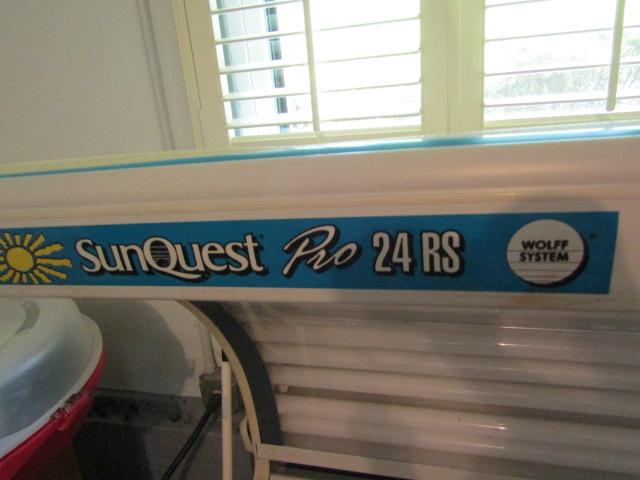 SunQuest Pro 24 RS
WOLFF
SYSTEM